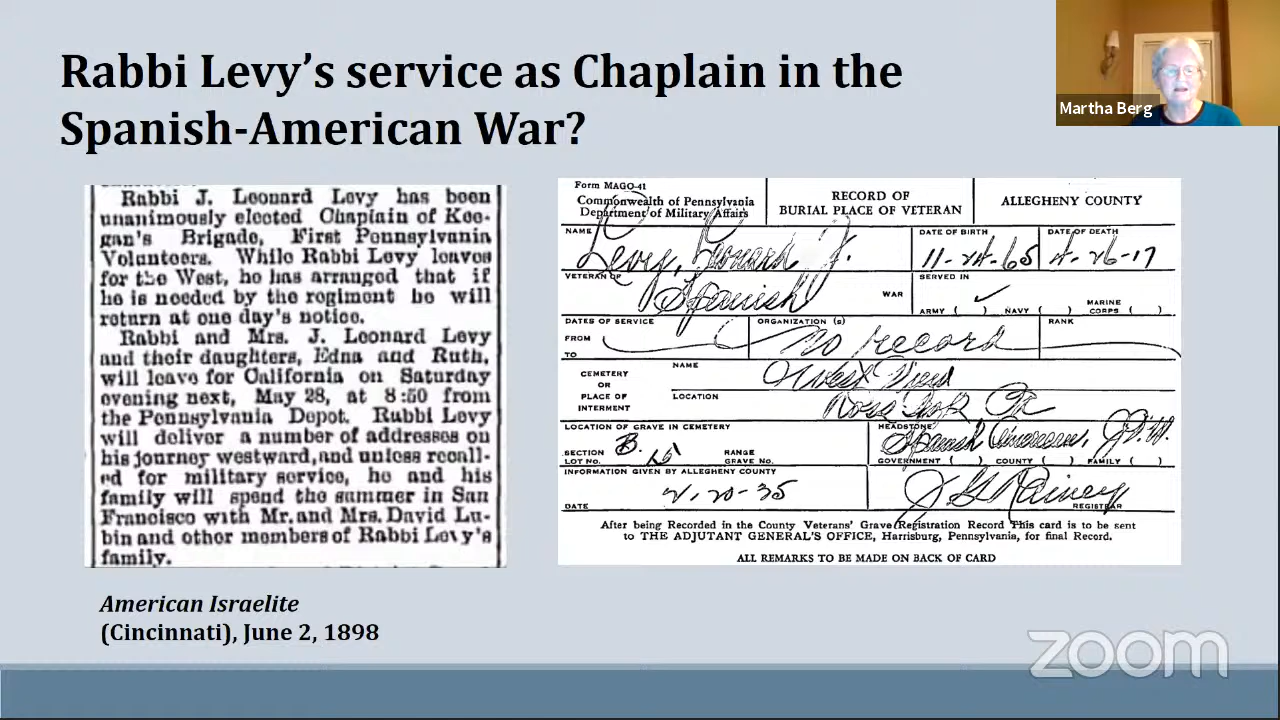 Rabbi Levy's service as Chaplain in the
Spanish-American War?
Martha Berg
Rabbi J. Leonard Levy has been
unanimously elected Chaplain of Keo-
gan's Brigade, First Pennsylvania
Volunteers. While Rabbi Levy leaves
for the West, he has arranged that if
he is needed by the regiment he will
return at one day's notice.
Rabbi and Mrs. J. Leonard Levy
and their daughters, Edna and Ruth,
will leave for California on Saturday
evening next, May 28, at 8:50 from
the Pennsylvania Depot. Rabbi Levy
will deliver a number of addresses on
his journey westward, and unless recall-
ed for military service, he and his
family will spend the summer in San
Francisco with Mr. and Mrs. David Lu-
bin and other members of Rabbi Levy's
family.
American Israelite
(Cincinnati), June 2, 1898
Form MAGO-41
Commonwealth of Pennsylvania
Department of Military Affairs
RECORD OF
BURIAL PLACE OF VETERAN
ALLEGHENY COUNTY
NAME
Levy, Leonard J.
DATE OF BIRTH
11-24-65
DATE OF DEATH
4-26-17
VETERAN OF
Spanish
WAR
SERVED IN
ARMY ( ✓ ) NAVY ( ) MARINE CORPS ( )
DATES OF SERVICE
FROM
TO
ORGANIZATION (S)
No record
RANK
CEMETERY
OR
PLACE OF
INTERMENT
NAME
West View
LOCATION
Ross Pa
LOCATION OF GRAVE IN CEMETERY
SECTION B.
LOT No.
RANGE
GRAVE No.
HEADSTONE
Spanish American,
GOVERNMENT ( ) COUNTY ( ) FAMILY ( )
INFORMATION GIVEN BY ALLEGHENY COUNTY
DATE 2-20-35
REGISTRAR
After being Recorded in the County Veterans' Grave Registration Record This card is to be sent
to THE ADJUTANT GENERAL'S OFFICE, Harrisburg, Pennsylvania, for final Record.
ALL REMARKS TO BE MADE ON BACK OF CARD
zoom